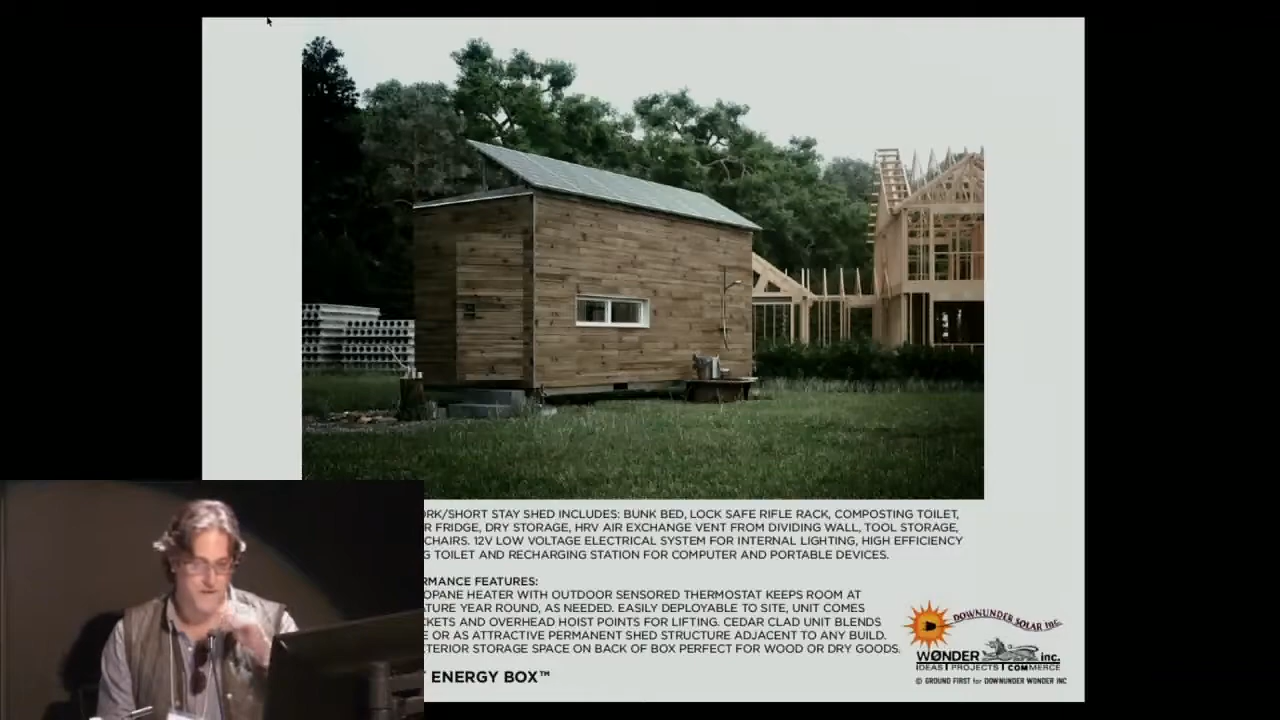 RK/SHORT STAY SHED INCLUDES: BUNK BED, LOCK SAFE RIFLE RACK, COMPOSTING TOILET,
R FRIDGE, DRY STORAGE, HRV AIR EXCHANGE VENT FROM DIVIDING WALL, TOOL STORAGE,
CHAIRS. 12V LOW VOLTAGE ELECTRICAL SYSTEM FOR INTERNAL LIGHTING, HIGH EFFICIENCY
G TOILET AND RECHARGING STATION FOR COMPUTER AND PORTABLE DEVICES.
RMANCE FEATURES:
OPANE HEATER WITH OUTDOOR SENSORED THERMOSTAT KEEPS ROOM AT
ATURE YEAR ROUND, AS NEEDED. EASILY DEPLOYABLE TO SITE, UNIT COMES
KETS AND OVERHEAD HOIST POINTS FOR LIFTING. CEDAR CLAD UNIT BLENDS
E OR AS ATTRACTIVE PERMANENT SHED STRUCTURE ADJACENT TO ANY BUILD.
TERIOR STORAGE SPACE ON BACK OF BOX PERFECT FOR WOOD OR DRY GOODS.
Y ENERGY BOX™
DOWNUNDER SOLAR INC.
WONDER inc.
IDEAS PROJECTS COMMERCE
© GROUND FIRST for DOWNUNDER WONDER INC